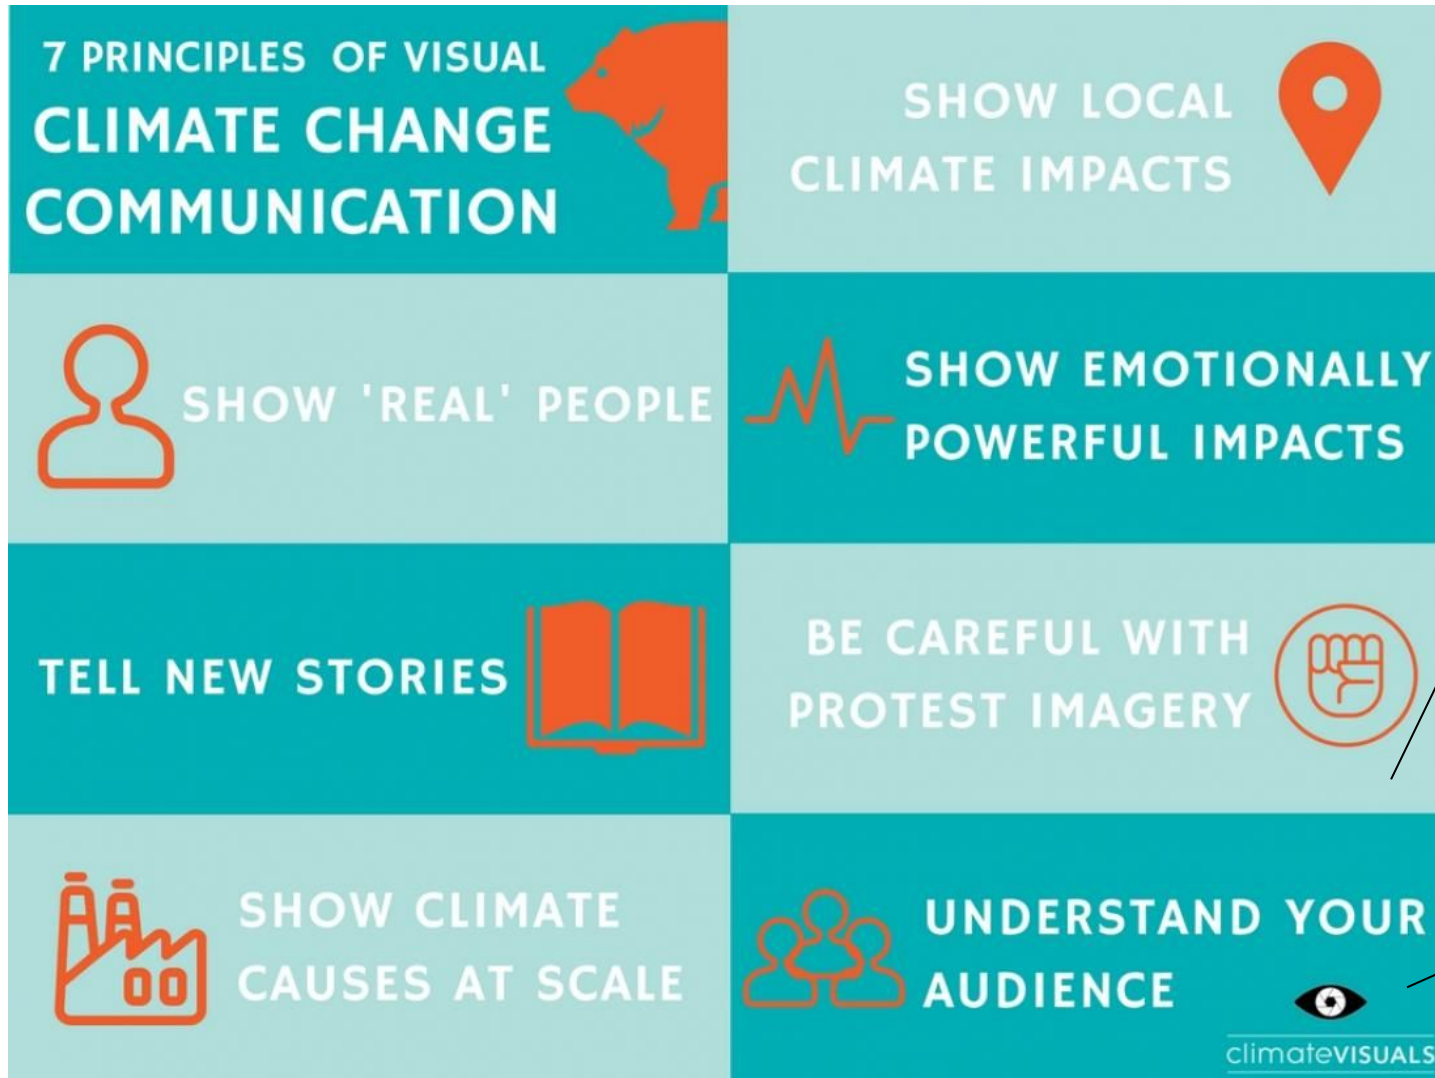 7 PRINCIPLES OF VISUAL
CLIMATE CHANGE
COMMUNICATION
SHOW LOCAL
CLIMATE IMPACTS
SHOW 'REAL' PEOPLE
SHOW EMOTIONALLY
POWERFUL IMPACTS
TELL NEW STORIES
BE CAREFUL WITH
PROTEST IMAGERY
SHOW CLIMATE
CAUSES AT SCALE
UNDERSTAND YOUR
AUDIENCE
climateVISUALS